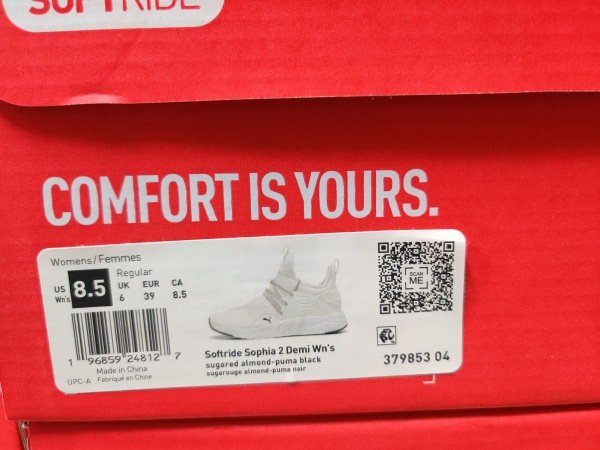 SOFTRIDE
COMFORT IS YOURS.
Womens/Femmes
Regular
US Wn's 8.5 UK 6 EUR 39 CA 8.5
SCAN ME
1 96859 24812 7
Made in China
UPC-A Fabriqué en Chine
Softride Sophia 2 Demi Wn's
sugared almond-puma black
sugarouge almond-puma noir
379853 04